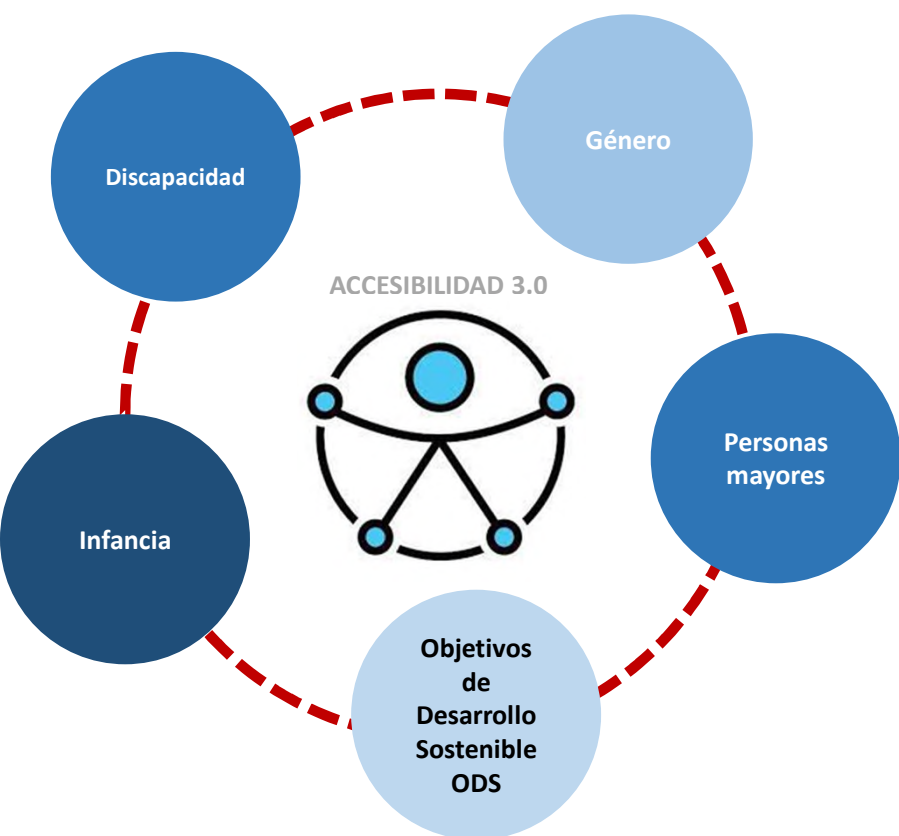 Género
Discapacidad
ACCESIBILIDAD 3.0
Personas
mayores
Infancia
Objetivos
de
Desarrollo
Sostenible
ODS